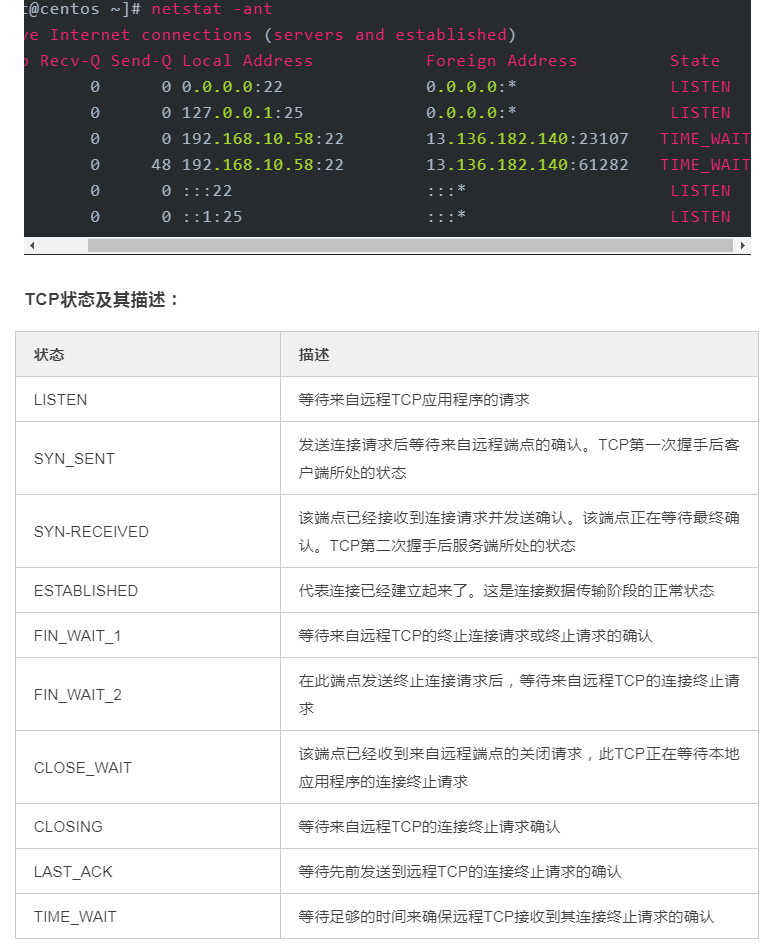 @centos ~]# netstat -ant
ve Internet connections (servers and established)
Recv-Q Send-Q Local Address Foreign Address State
0 0 0.0.0.0:22 0.0.0.0:* LISTEN
0 0 127.0.0.1:25 0.0.0.0:* LISTEN
0 0 192.168.10.58:22 13.136.182.140:23107 TIME_WAIT
0 48 192.168.10.58:22 13.136.182.140:61282 TIME_WAIT
0 0 :::22 :::* LISTEN
0 0 ::1:25 :::* LISTEN
TCP状态及其描述：
状态 描述
LISTEN 等待来自远程TCP应用程序的请求
SYN_SENT 发送连接请求后等待来自远程端点的确认。TCP第一次握手后客
户端所处的状态
SYN-RECEIVED 该端点已经接收到连接请求并发送确认。该端点正在等待最终确
认。TCP第二次握手后服务端所处的状态
ESTABLISHED 代表连接已经建立起来了。这是连接数据传输阶段的正常状态
FIN_WAIT_1 等待来自远程TCP的终止连接请求或终止请求的确认
FIN_WAIT_2 在此端点发送终止连接请求后，等待来自远程TCP的连接终止请
求
CLOSE_WAIT 该端点已经收到来自远程端点的关闭请求，此TCP正在等待本地
应用程序的连接终止请求
CLOSING 等待来自远程TCP的连接终止请求确认
LAST_ACK 等待先前发送到远程TCP的连接终止请求的确认
TIME_WAIT 等待足够的时间来确保远程TCP接收到其连接终止请求的确认